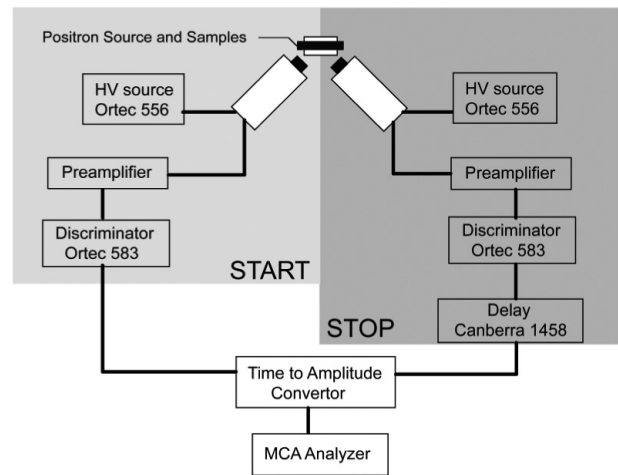 Positron Source and Samples
HV source
Ortec 556
HV source
Ortec 556
Preamplifier
Preamplifier
Discriminator
Ortec 583
Discriminator
Ortec 583
START
STOP
Delay
Canberra 1458
Time to Amplitude
Convertor
MCA Analyzer